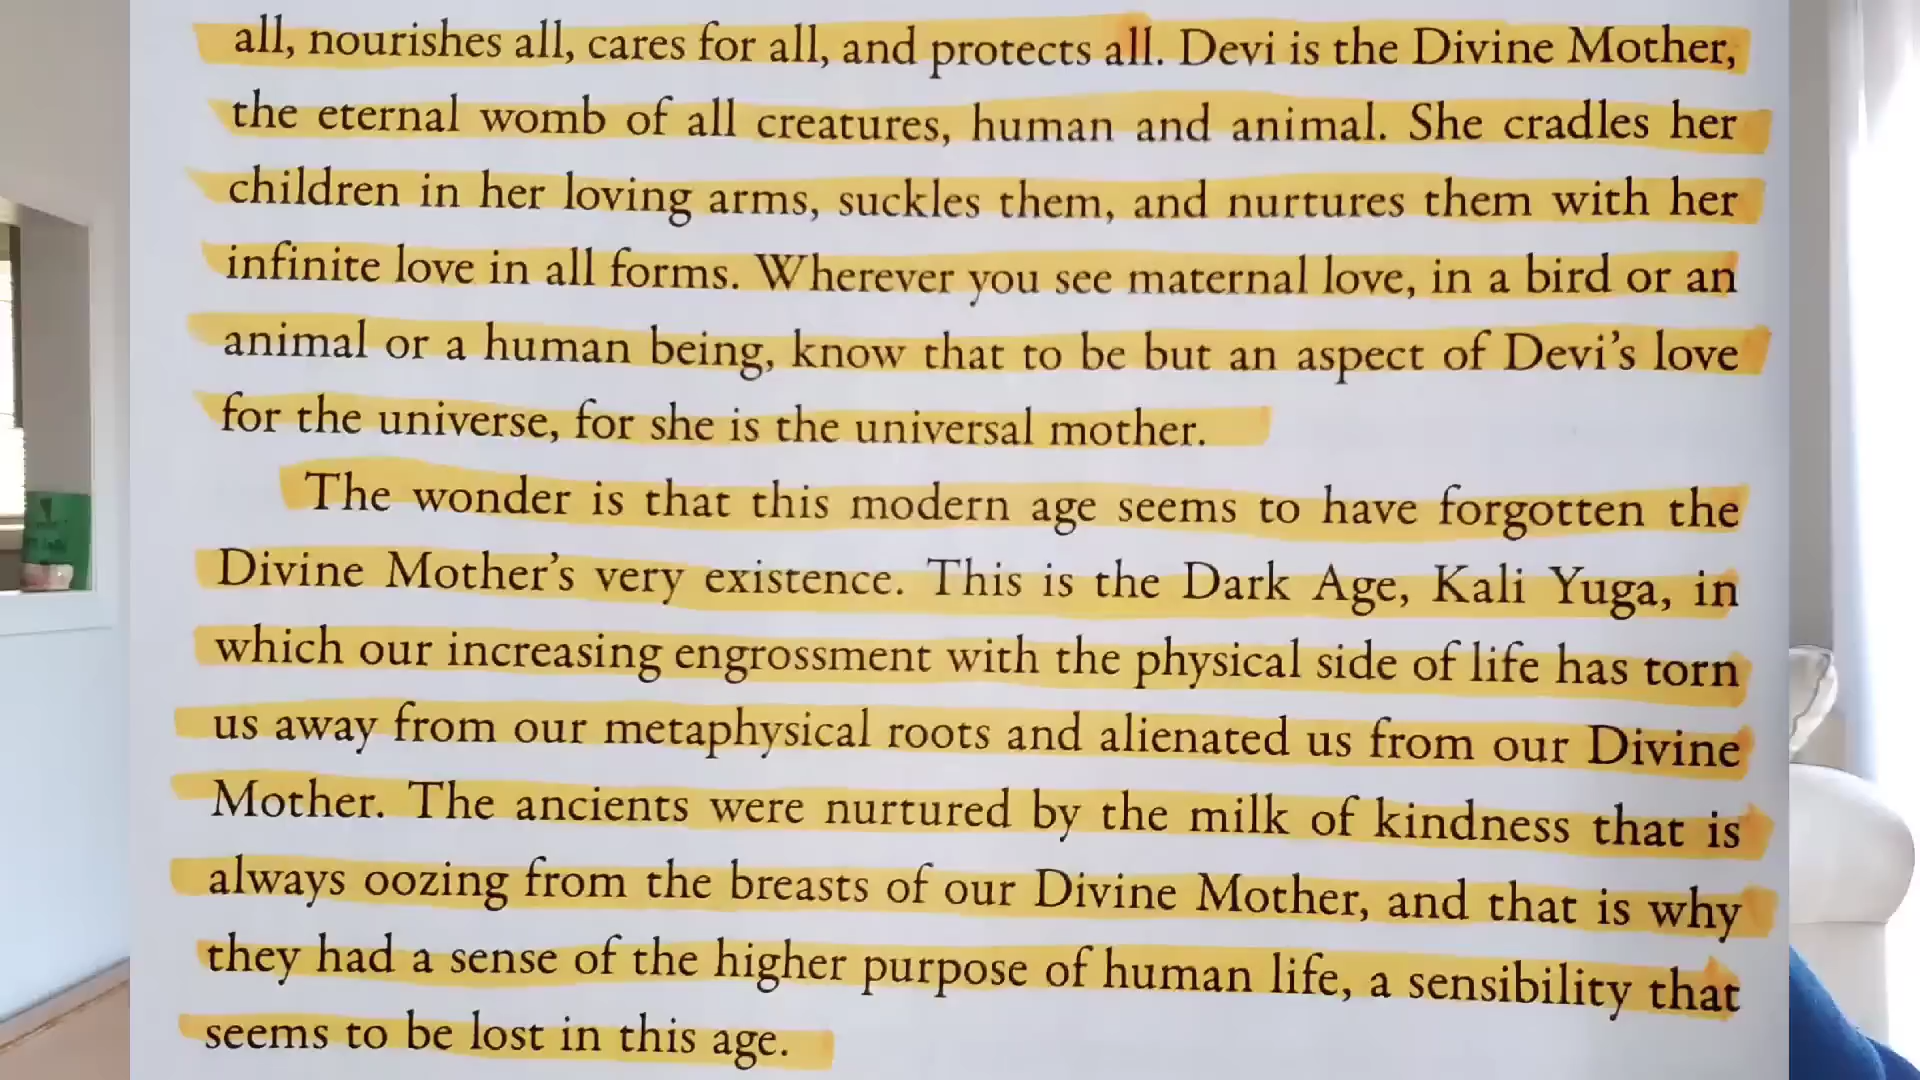 all, nourishes all, cares for all, and protects all. Devi is the Divine Mother,
the eternal womb of all creatures, human and animal. She cradles her
children in her loving arms, suckles them, and nurtures them with her
infinite love in all forms. Wherever you see maternal love, in a bird or an
animal or a human being, know that to be but an aspect of Devi's love
for the universe, for she is the universal mother.
The wonder is that this modern age seems to have forgotten the
Divine Mother's very existence. This is the Dark Age, Kali Yuga, in
which our increasing engrossment with the physical side of life has torn
us away from our metaphysical roots and alienated us from our Divine
Mother. The ancients were nurtured by the milk of kindness that is
always oozing from the breasts of our Divine Mother, and that is why
they had a sense of the higher purpose of human life, a sensibility that
seems to be lost in this age.